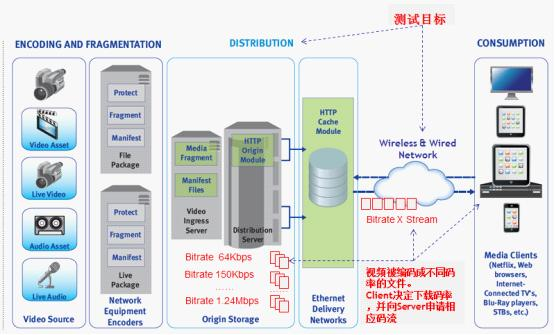 测试目标
ENCODING AND FRAGMENTATION
DISTRIBUTION
CONSUMPTION
Video Asset
Live Video
Audio Asset
Live Audio
Video Source
Protect
Fragment
Manifest
File
Package
Protect
Fragment
Manifest
Live
Package
Network
Equipment
Encoders
Media
Fragment
Manifest
Files
Video
Ingress
Server
HTTP
Origin
Module
Distribution
Server
Bitrate 64Kbps
Bitrate 150Kbps
......
Bitrate 1.24Mbps
Origin Storage
HTTP
Cache
Module
Ethernet
Delivery
Networks
Wireless & Wired
Network
Bitrate X Stream
视频被编码成不同码
率的文件。
Client决定下载码率
,并向Server申请相
应码流
Media Clients
(Netflix, Web
browsers,
Internet-
Connected TV's,
Blu-Ray players,
STBs, etc.)